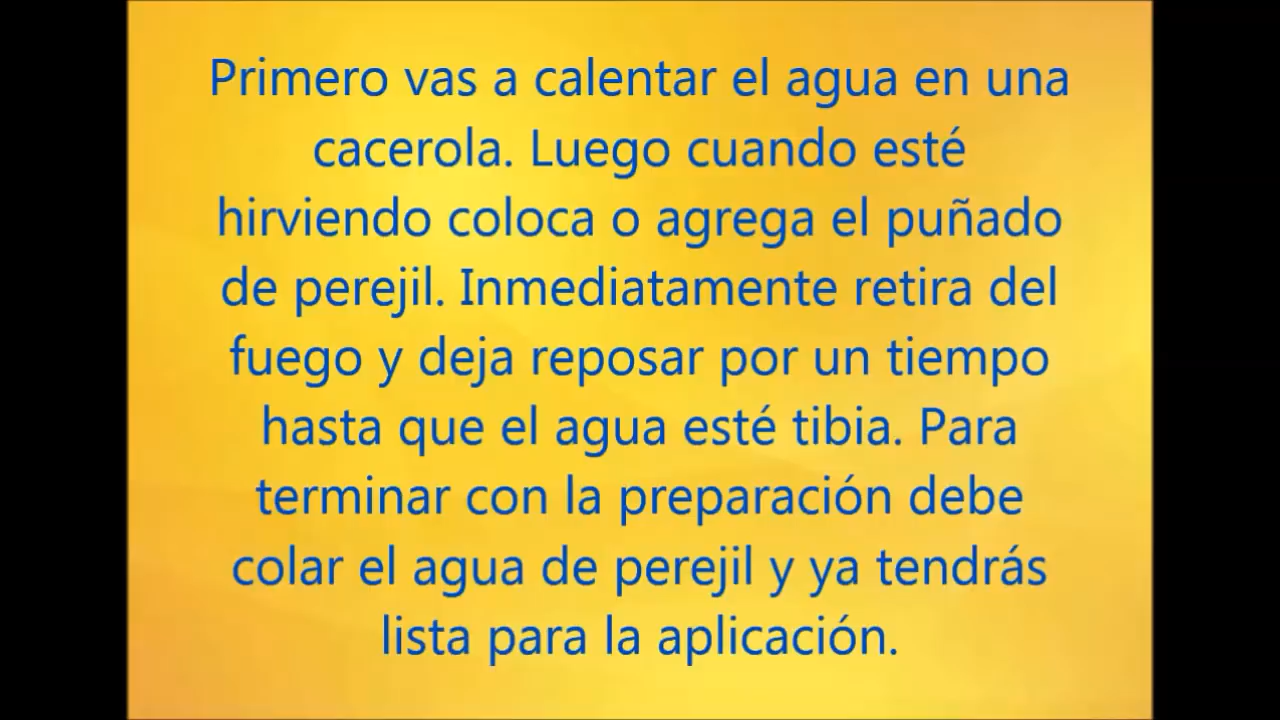 Primero vas a calentar el agua en una
cacerola. Luego cuando esté
hirviendo coloca o agrega el puñado
de perejil. Inmediatamente retira del
fuego y deja reposar por un tiempo
hasta que el agua esté tibia. Para
terminar con la preparación debe
colar el agua de perejil y ya tendrás
lista para la aplicación.